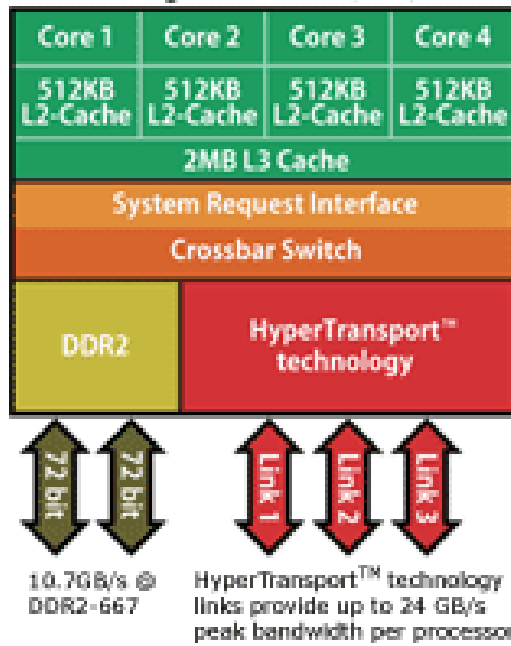 Core 1 Core 2 Core 3 Core 4
512KB 512KB 512KB 512KB
L2-Cache L2-Cache L2-Cache L2-Cache
2MB L3 Cache
System Request Interface
Crossbar Switch
DDR2
HyperTransport™
technology
72 bit 72 bit Link 1 Link 2 Link 3
10.7GB/s @
DDR2-667
HyperTransport™ technology
links provide up to 24 GB/s
peak bandwidth per processor